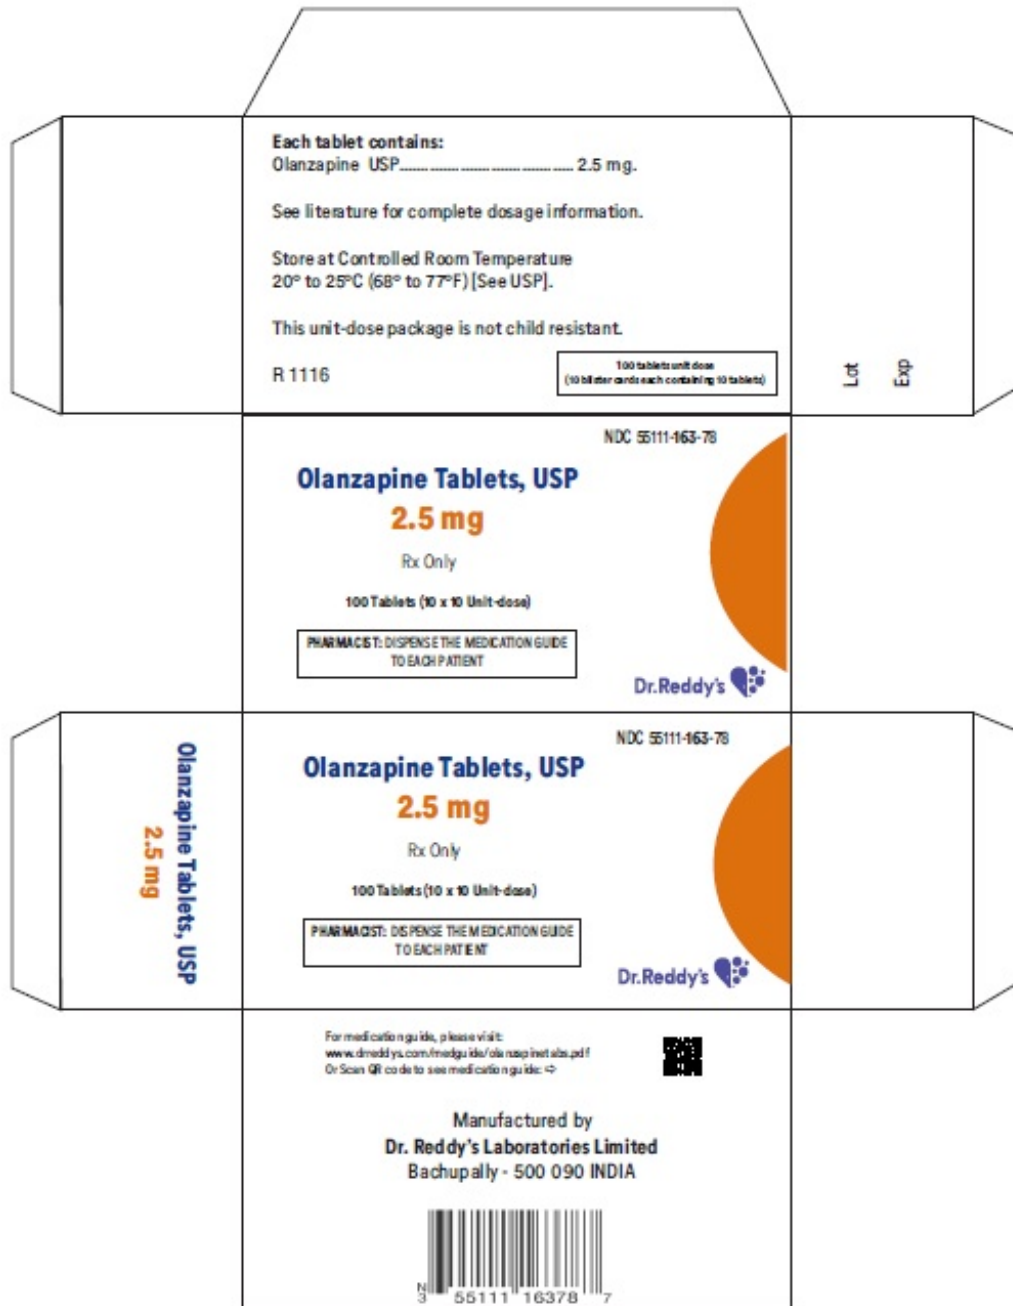 Each tablet contains:
Olanzapine USP.......................................... 2.5 mg.
See literature for complete dosage information.
Store at Controlled Room Temperature
20° to 25°C (68° to 77°F) [See USP].
This unit-dose package is not child resistant.
R 1116
100 tablets unit dose
(10 blister cards each containing 10 tablets)
Lot
Exp
NDC 55111-163-78
Olanzapine Tablets, USP
2.5 mg
Rx Only
100 Tablets (10 x 10 Unit-dose)
PHARMACIST: DISPENSE THE MEDICATION GUIDE
TO EACH PATIENT
Dr.Reddy's
Olanzapine Tablets, USP
2.5 mg
NDC 55111-163-78
Olanzapine Tablets, USP
2.5 mg
Rx Only
100 Tablets (10 x 10 Unit-dose)
PHARMACIST: DISPENSE THE MEDICATION GUIDE
TO EACH PATIENT
Dr.Reddy's
For medication guide, please visit:
Or Scan QR code to see medication guide: ⇨
Manufactured by
Dr. Reddy's Laboratories Limited
Bachupally - 500 090 INDIA
N
3 55111 16378 7